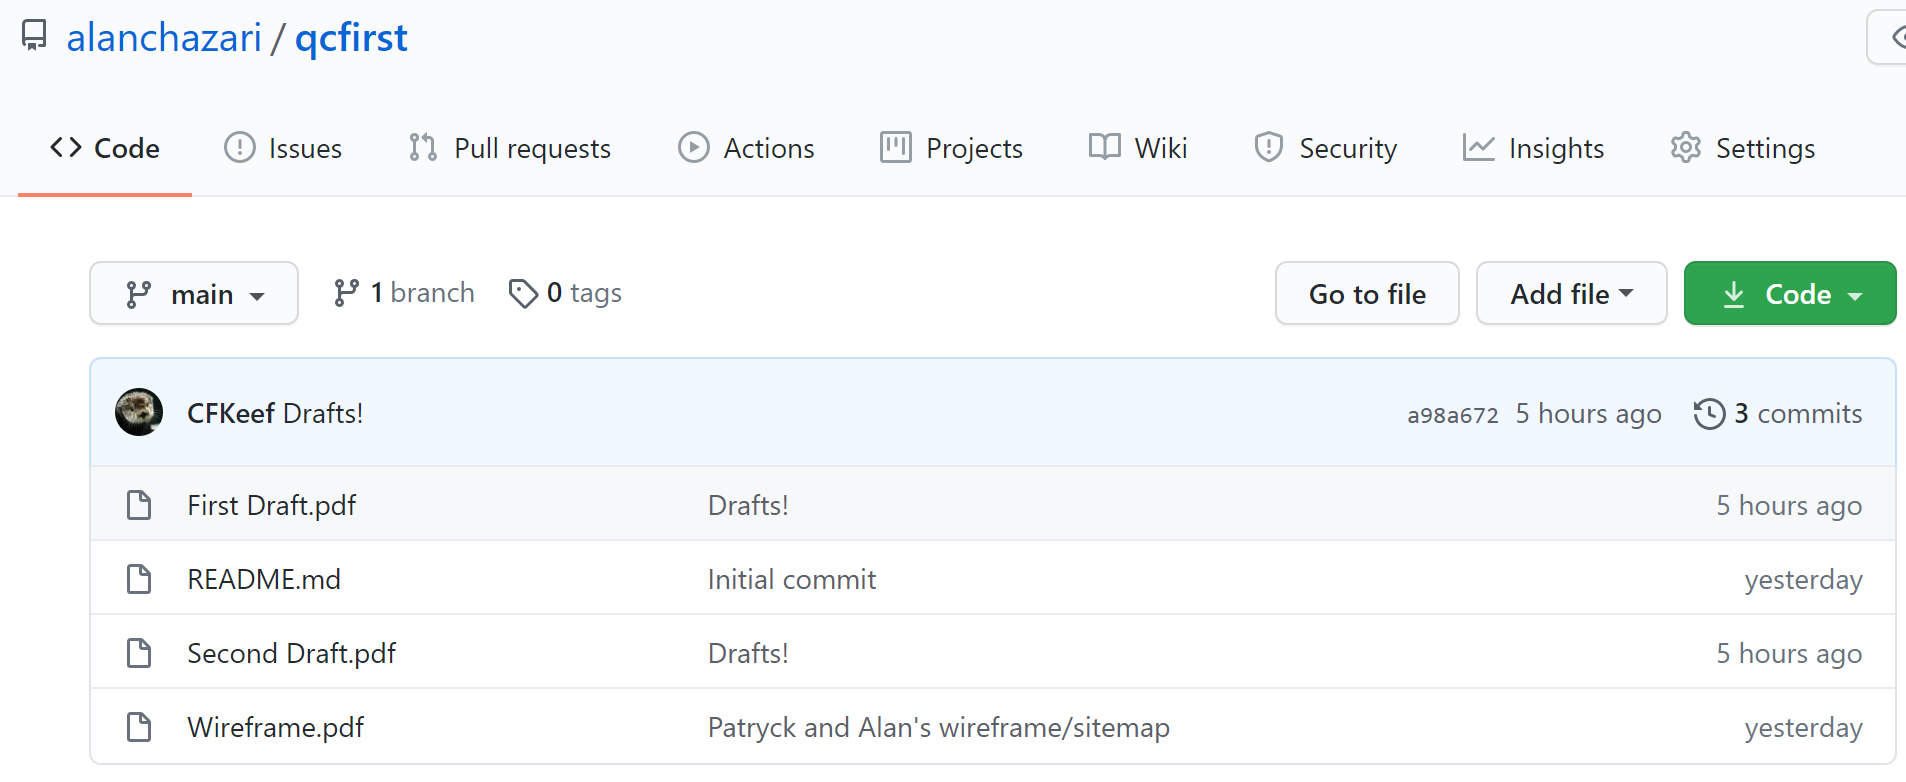 alanchazari / qcfirst
Code Issues Pull requests Actions Projects Wiki Security Insights Settings
main 1 branch 0 tags Go to file Add file Code
CFKeef Drafts! a98a672 5 hours ago 3 commits
First Draft.pdf Drafts! 5 hours ago
README.md Initial commit yesterday
Second Draft.pdf Drafts! 5 hours ago
Wireframe.pdf Patryck and Alan's wireframe/sitemap yesterday